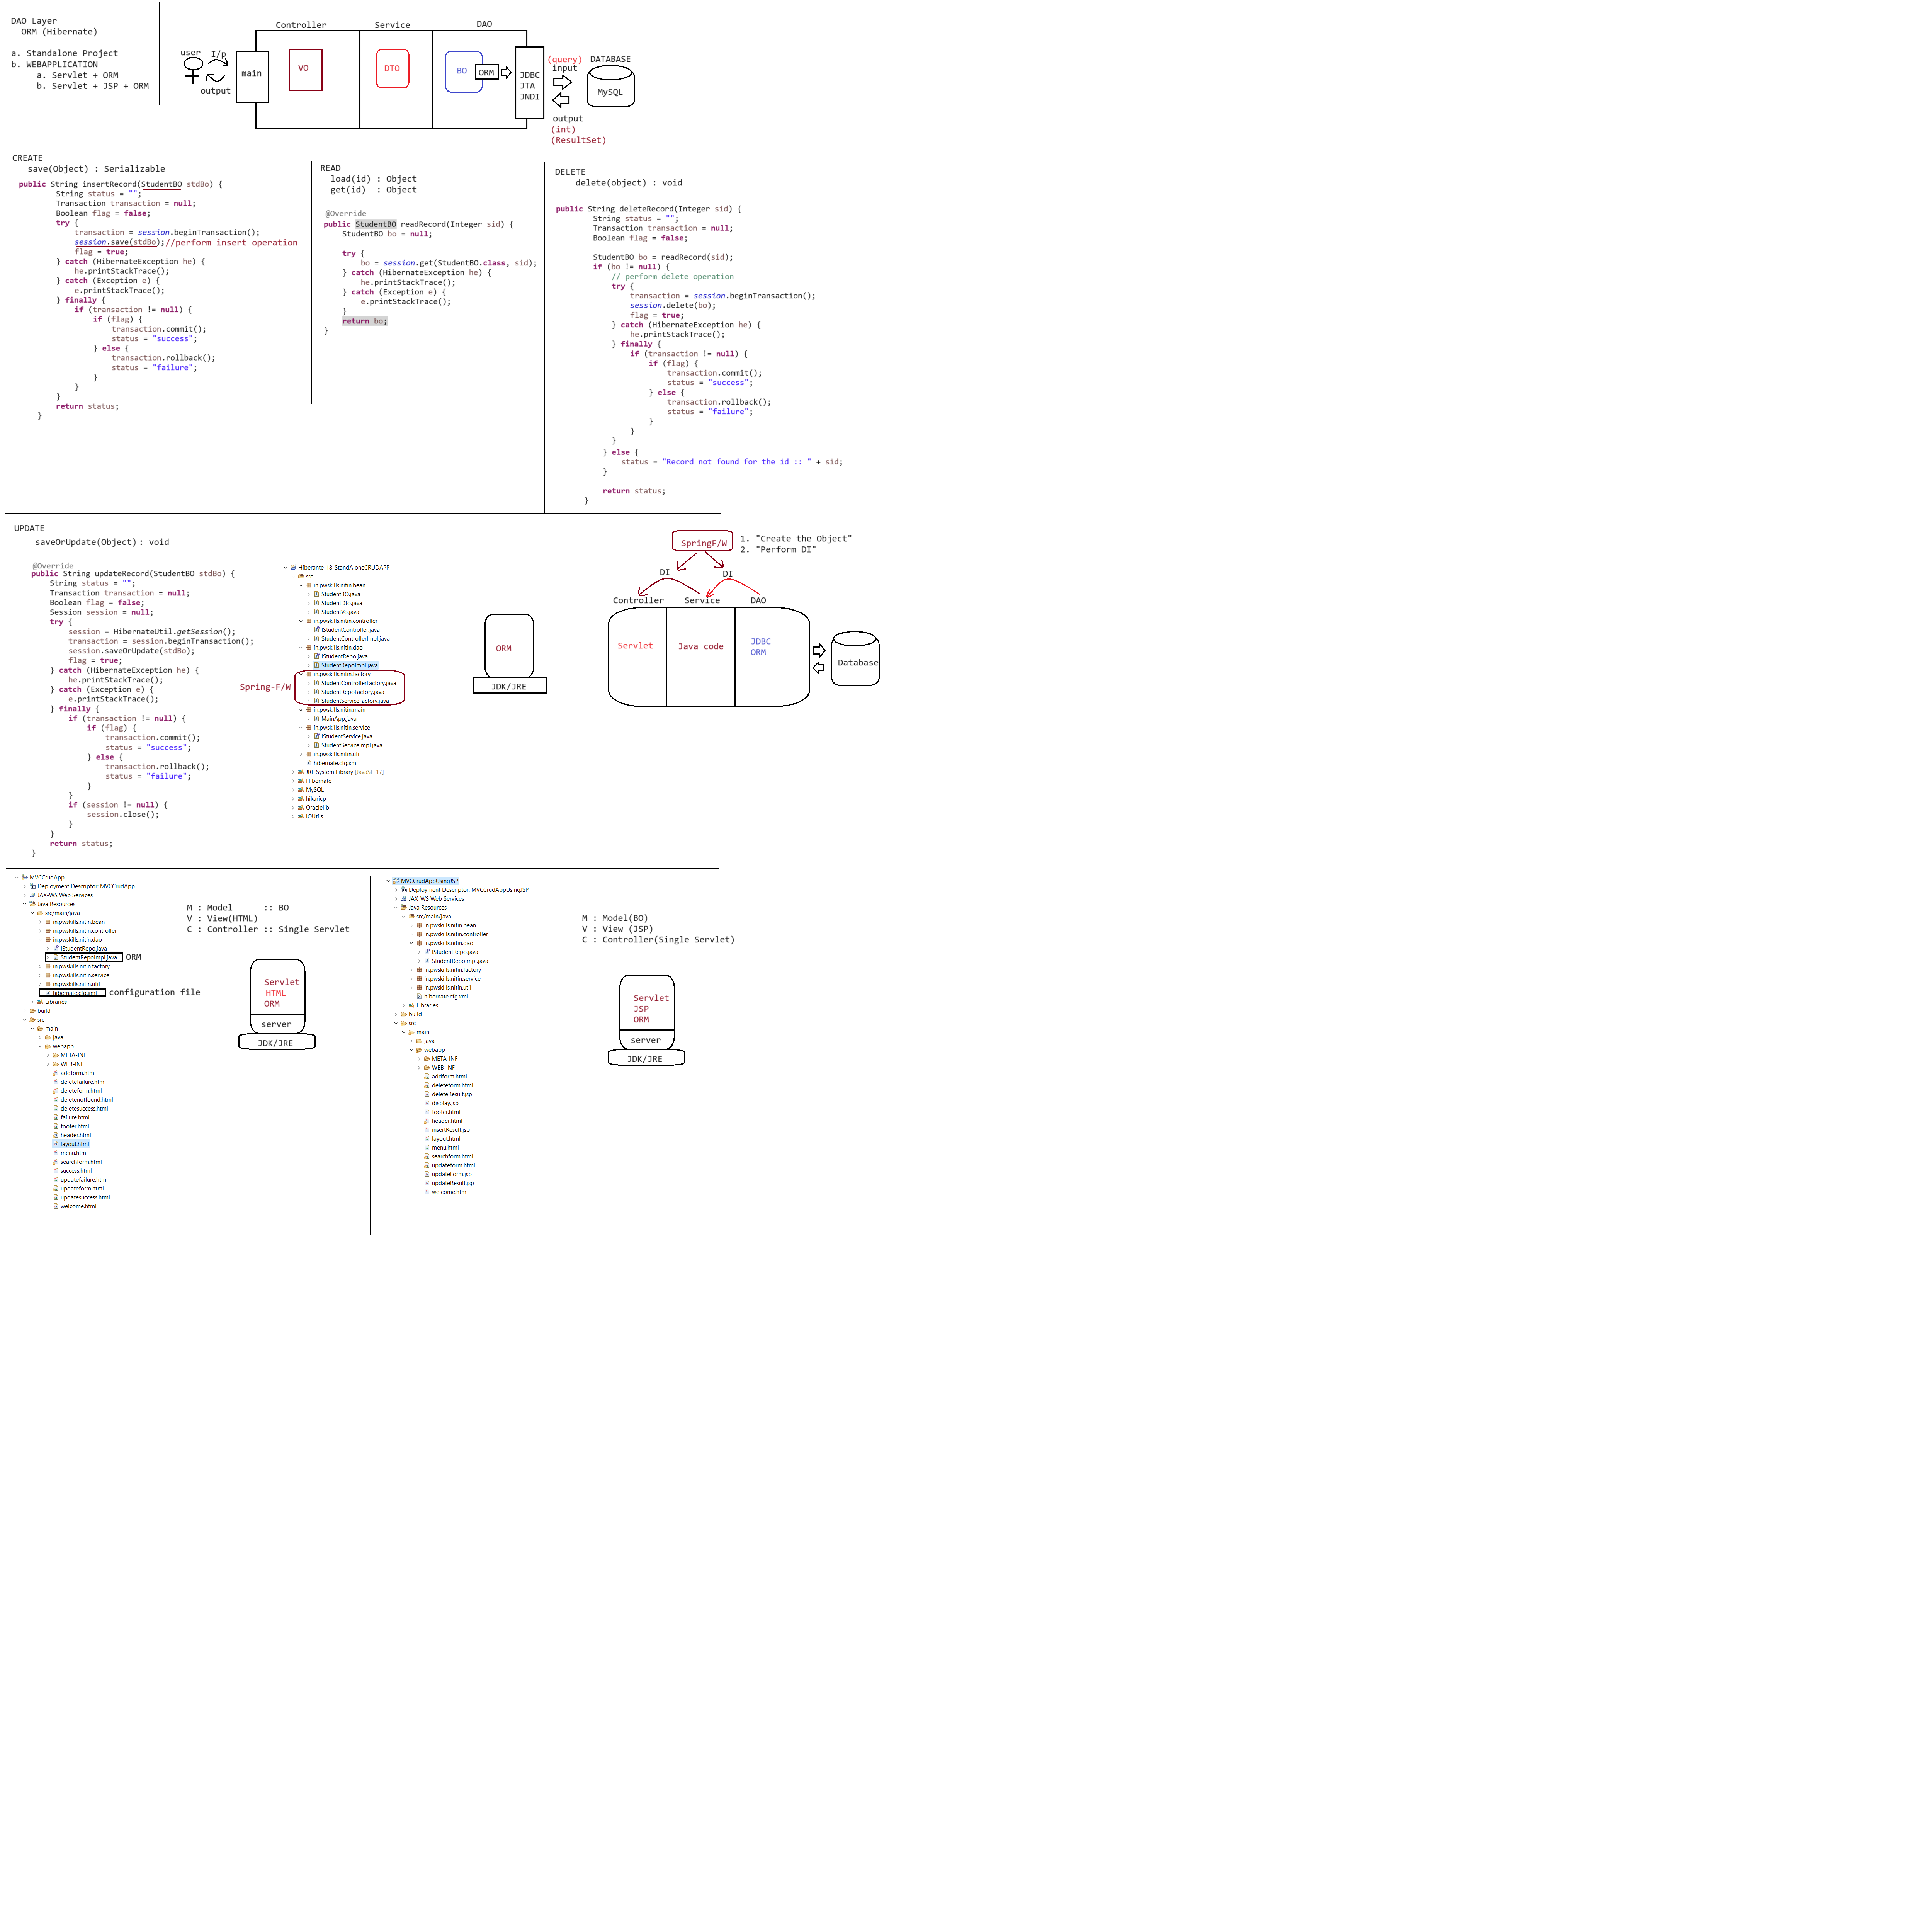 DAO Layer
ORM (Hibernate)
a. Standalone Project
b. WEBAPPLICATION
a. Servlet + ORM
b. Servlet + JSP + ORM
Controller
Service
DAO
user
I/p
output
main
VO
DTO
BO
ORM
JDBC
JTA
JNDI
(query)
input
output
(int)
(ResultSet)
DATABASE
MySQL
CREATE
save(Object) : Serializable
public String insertRecord(StudentBO stdBo) {
String status = "";
Transaction transaction = null;
Boolean flag = false;
try {
transaction = session.beginTransaction();
session.save(stdBo);//perform insert operation
flag = true;
} catch (HibernateException he) {
he.printStackTrace();
} catch (Exception e) {
e.printStackTrace();
} finally {
if (transaction != null) {
if (flag) {
transaction.commit();
status = "success";
} else {
transaction.rollback();
status = "failure";
}
}
}
return status;
}
READ
load(id) : Object
get(id)  : Object
@Override
public StudentBO readRecord(Integer sid) {
StudentBO bo = null;
try {
bo = session.get(StudentBO.class, sid);
} catch (HibernateException he) {
he.printStackTrace();
} catch (Exception e) {
e.printStackTrace();
}
return bo;
}
DELETE
delete(object) : void
public String deleteRecord(Integer sid) {
String status = "";
Transaction transaction = null;
Boolean flag = false;
StudentBO bo = readRecord(sid);
if (bo != null) {
// perform delete operation
try {
transaction = session.beginTransaction();
session.delete(bo);
flag = true;
} catch (HibernateException he) {
he.printStackTrace();
} finally {
if (transaction != null) {
if (flag) {
transaction.commit();
status = "success";
} else {
transaction.rollback();
status = "failure";
}
}
}
} else {
status = "Record not found for the id :: " + sid;
}
return status;
}
UPDATE
saveOrUpdate(Object) : void
@Override
public String updateRecord(StudentBO stdBo) {
String status = "";
Transaction transaction = null;
Boolean flag = false;
Session session = null;
try {
session = HibernateUtil.getSession();
transaction = session.beginTransaction();
session.saveOrUpdate(stdBo);
flag = true;
} catch (HibernateException he) {
he.printStackTrace();
} catch (Exception e) {
e.printStackTrace();
} finally {
if (transaction != null) {
if (flag) {
transaction.commit();
status = "success";
} else {
transaction.rollback();
status = "failure";
}
}
if (session != null) {
session.close();
}
}
return status;
}
Hiberante-18-StandAloneCRUDAPP
src
in.pwskills.nitin.bean
StudentBO.java
StudentDto.java
StudentVo.java
in.pwskills.nitin.controller
IStudentController.java
StudentControllerImpl.java
in.pwskills.nitin.dao
IStudentRepo.java
StudentRepoImpl.java
Spring-F/W
in.pwskills.nitin.factory
StudentControllerFactory.java
StudentRepoFactory.java
StudentServiceFactory.java
in.pwskills.nitin.main
MainApp.java
in.pwskills.nitin.service
IStudentService.java
StudentServiceImpl.java
in.pwskills.nitin.util
hibernate.cfg.xml
JRE System Library [JavaSE-17]
Hibernate
MySQL
hikaricp
Oraclelib
IOUtils
ORM
JDK/JRE
SpringF/W
1. "Create the Object"
2. "Perform DI"
DI
DI
Controller
Service
DAO
Servlet
Java code
JDBC
ORM
Database
MVCCrudApp
Deployment Descriptor: MVCCrudApp
JAX-WS Web Services
Java Resources
src/main/java
in.pwskills.nitin.bean
in.pwskills.nitin.controller
in.pwskills.nitin.dao
IStudentRepo.java
StudentRepoImpl.java
ORM
in.pwskills.nitin.factory
in.pwskills.nitin.service
in.pwskills.nitin.util
hibernate.cfg.xml
configuration file
Libraries
build
src
main
java
webapp
META-INF
WEB-INF
addform.html
deletefailure.html
deleteform.html
deletenotfound.html
deletesuccess.html
failure.html
footer.html
header.html
layout.html
menu.html
searchform.html
success.html
updatefailure.html
updateform.html
updatesuccess.html
welcome.html
M : Model      :: BO
V : View(HTML)
C : Controller :: Single Servlet
Servlet
HTML
ORM
server
JDK/JRE
MVCCrudAppUsingJSP
Deployment Descriptor: MVCCrudAppUsingJSP
JAX-WS Web Services
Java Resources
src/main/java
in.pwskills.nitin.bean
in.pwskills.nitin.controller
in.pwskills.nitin.dao
IStudentRepo.java
StudentRepoImpl.java
in.pwskills.nitin.factory
in.pwskills.nitin.service
in.pwskills.nitin.util
hibernate.cfg.xml
Libraries
build
src
main
java
webapp
META-INF
WEB-INF
addform.html
deleteform.html
deleteResult.jsp
display.jsp
footer.html
header.html
insertResult.jsp
layout.html
menu.html
searchform.html
updateform.html
updateForm.jsp
updateResult.jsp
welcome.html
M : Model(BO)
V : View (JSP)
C : Controller(Single Servlet)
Servlet
JSP
ORM
server
JDK/JRE